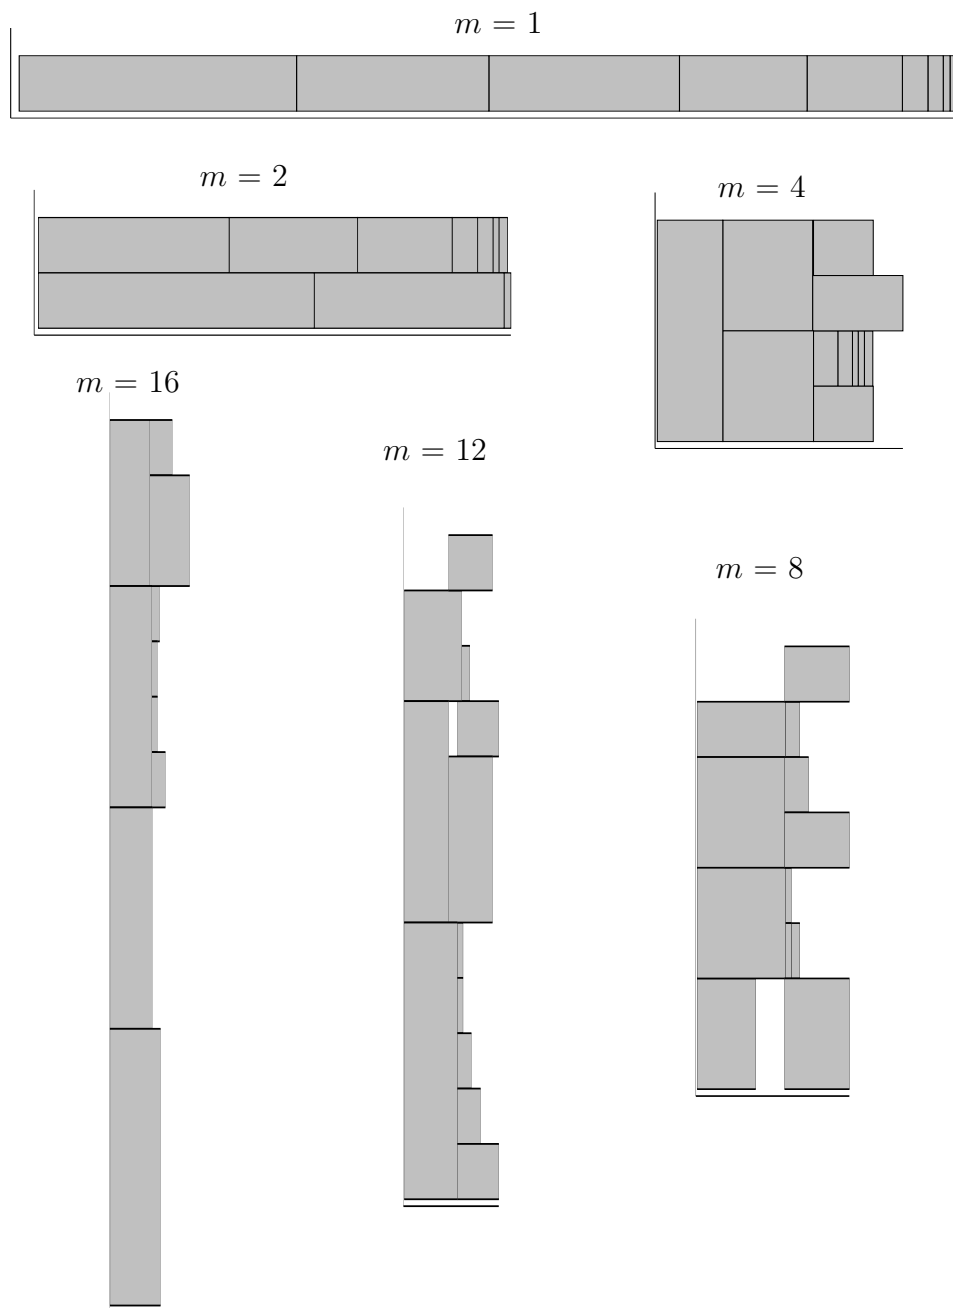 m = 1
m = 2
m = 4
m = 16
m = 12
m = 8